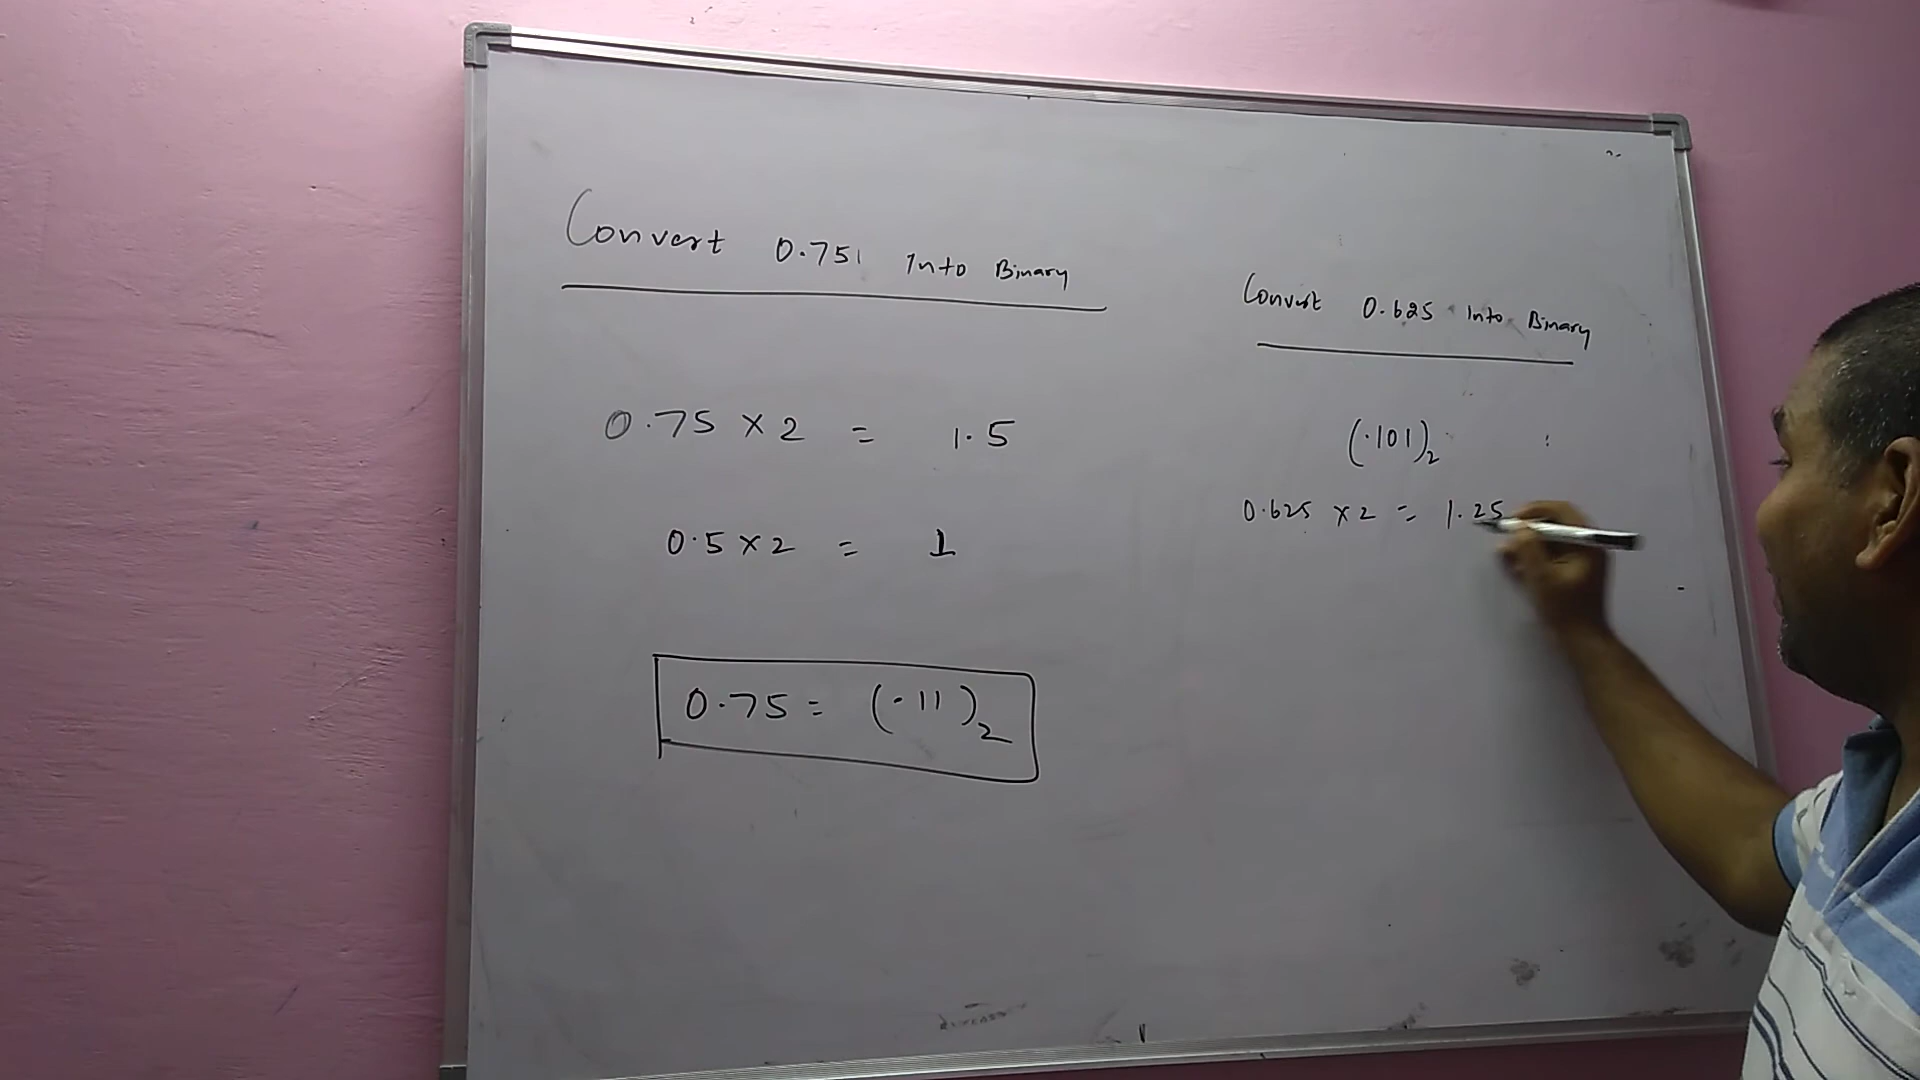 Convert 0.751 Into Binary
0.75 x 2 = 1.5
0.5 x 2 = 1
0.75 = (.11)2
Convert 0.625 Into Binary
(.101)2
0.625 x 2 = 1.25